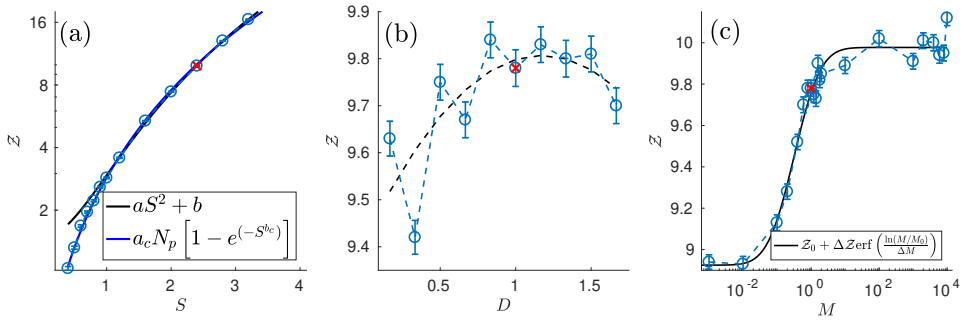 (a)
16
8
4
2
𝒵
1
2
3
4
S
aS² + b
a_c N_p [1 − e^{(−S^{b_c})}]
(b)
9.9
9.8
9.7
9.6
9.5
9.4
𝒵
0.5
1.0
1.5
D
(c)
10
9.8
9.6
9.4
9.2
9
𝒵
10⁻²
10⁰
10²
10⁴
M
𝒵₀ + Δ𝒵erf (ln(M/M₀)/ΔM)